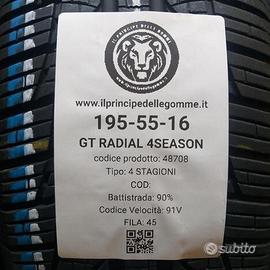 IL PRINCIPE DELLE GOMME
www.ilprincipedellegomme.it
195-55-16
GT RADIAL 4SEASON
codice prodotto: 48708
Tipo: 4 STAGIONI
COD:
Battistrada: 90%
Codice Velocità: 91V
FILA: 45
subito